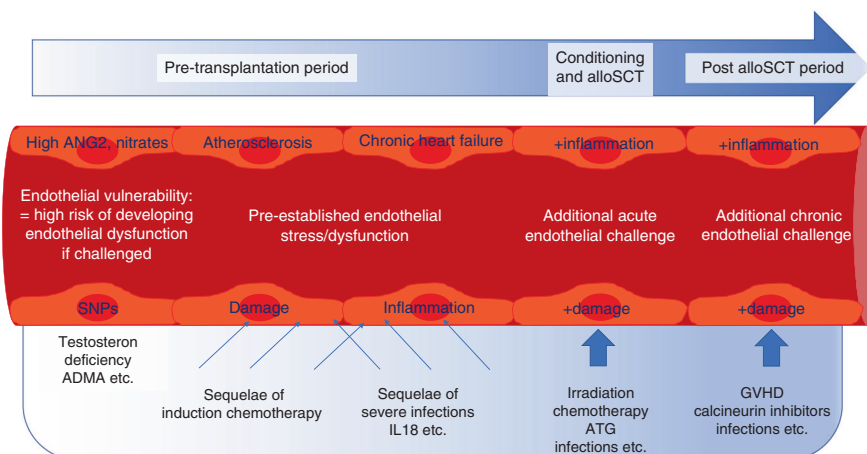 Pre-transplantation period
Conditioning
and alloSCT
Post alloSCT period
High ANG2, nitrates
Atherosclerosis
Chronic heart failure
+inflammation
+inflammation
Endothelial vulnerability:
= high risk of developing
endothelial dysfunction
if challenged
Pre-established endothelial
stress/dysfunction
Additional acute
endothelial challenge
Additional chronic
endothelial challenge
SNPs
Damage
Inflammation
+damage
+damage
Testosteron
deficiency
ADMA etc.
Sequelae of
induction chemotherapy
Sequelae of
severe infections
IL18 etc.
Irradiation
chemotherapy
ATG
infections etc.
GVHD
calcineurin inhibitors
infections etc.